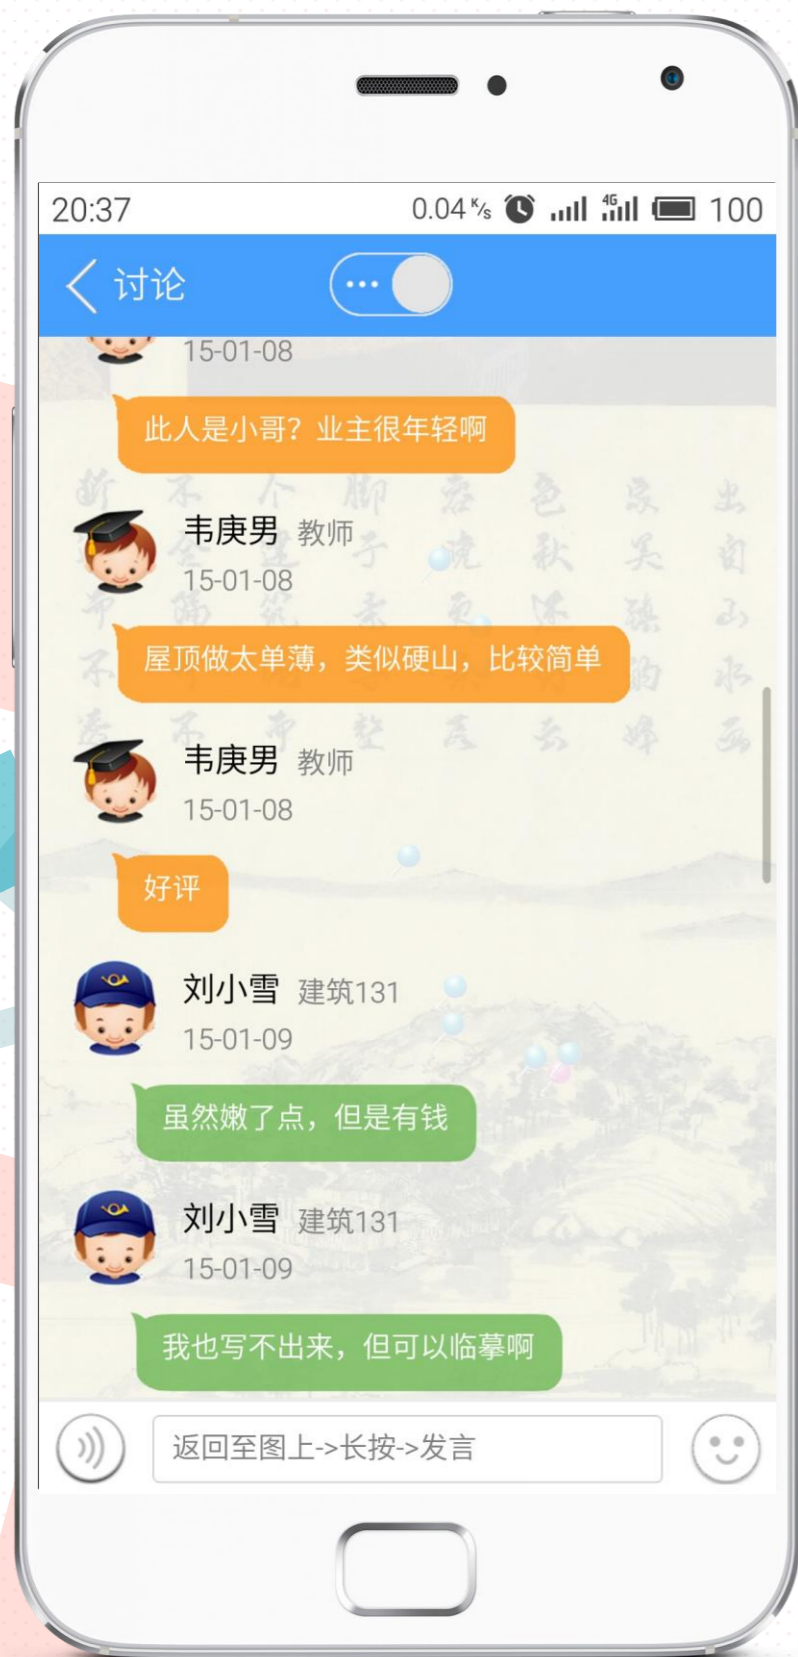 20:37 0.04 K/s 4G 100
讨论
15-01-08
此人是小哥？业主很年轻啊
韦庚男 教师
15-01-08
屋顶做太单薄，类似硬山，比较简单
韦庚男 教师
15-01-08
好评
刘小雪 建筑131
15-01-09
虽然嫩了点，但是有钱
刘小雪 建筑131
15-01-09
我也写不出来，但可以临摹啊
返回至图上->长按->发言